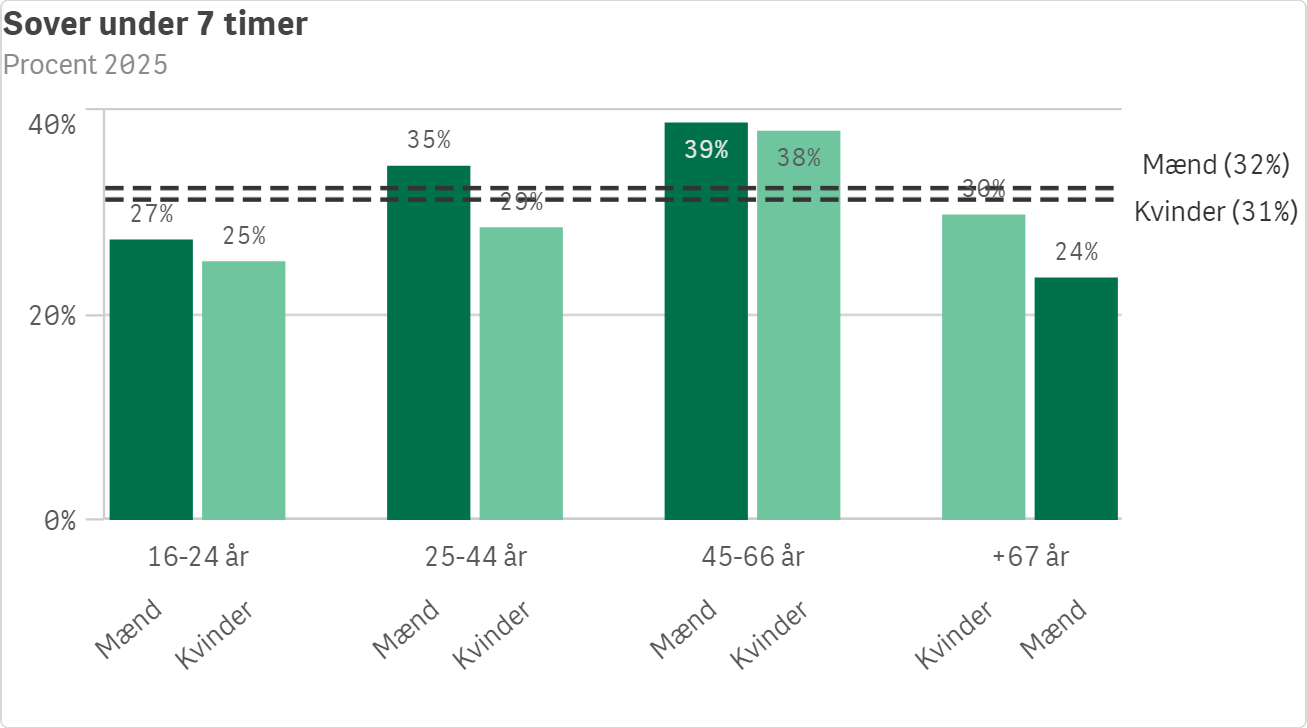 Sover under 7 timer
Procent 2025
40%
20%
0%
27%
25%
35%
29%
39%
38%
30%
24%
Mænd (32%)
Kvinder (31%)
16-24 år
25-44 år
45-66 år
+67 år
Mænd
Kvinder
Mænd
Kvinder
Mænd
Kvinder
Kvinder
Mænd